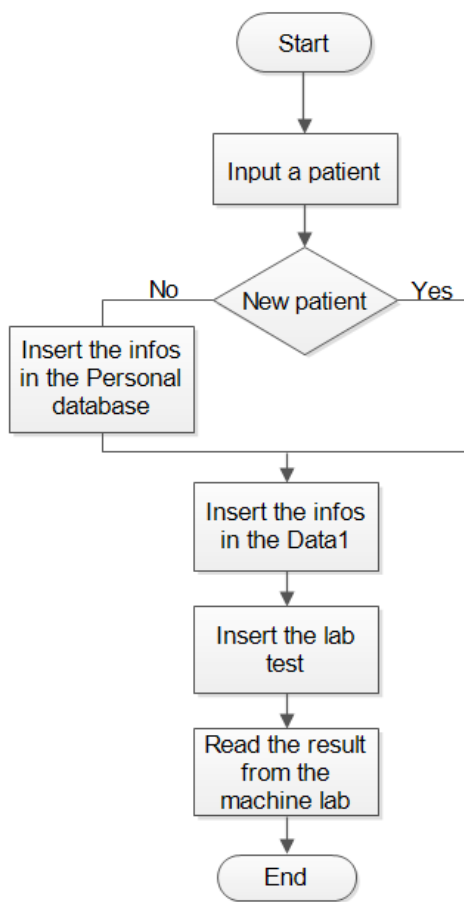 Start
Input a patient
No
New patient
Yes
Insert the infos
in the Personal
database
Insert the infos
in the Data1
Insert the lab
test
Read the result
from the
machine lab
End